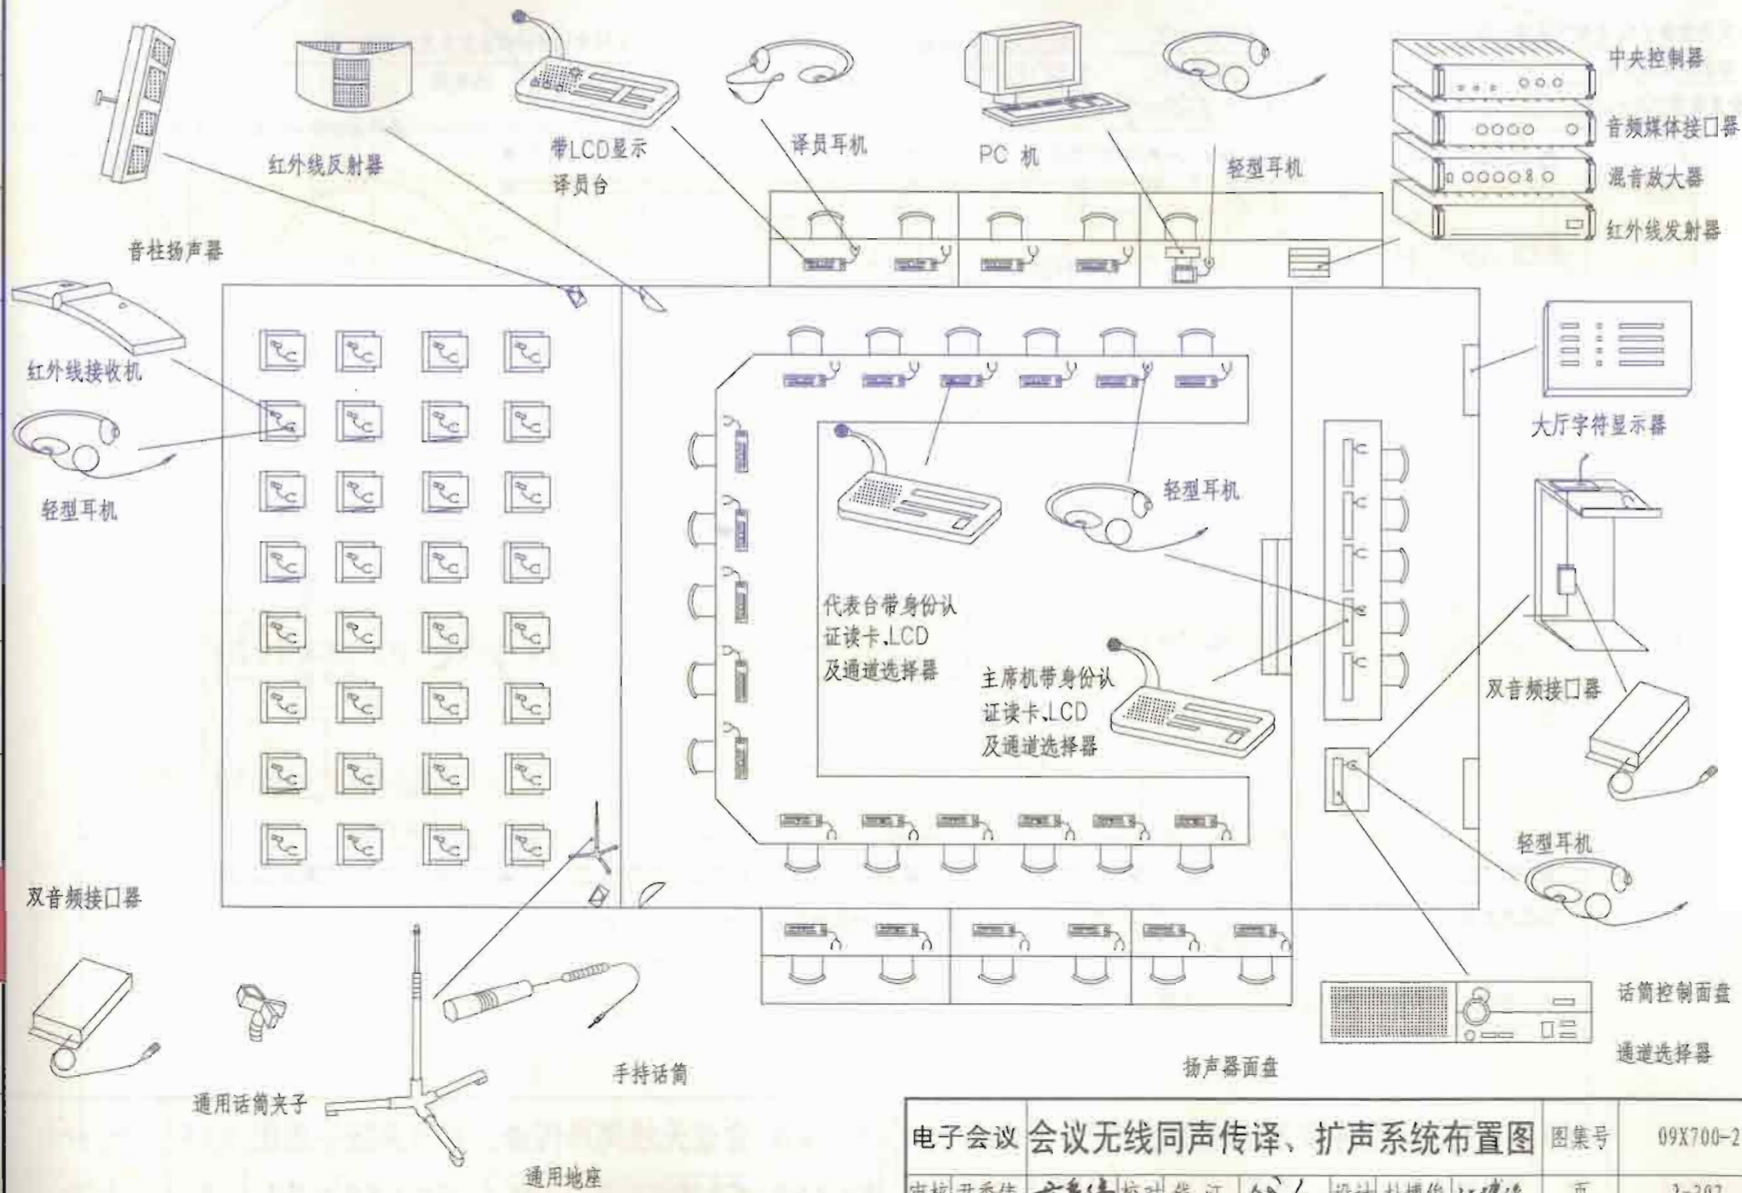 中央控制器
音频媒体接口器
混音放大器
红外线发射器
红外线反射器
带LCD显示
译员台
译员耳机
PC 机
轻型耳机
音柱扬声器
红外线接收机
轻型耳机
大厅字符显示器
轻型耳机
代表台带身份认
证读卡、LCD
及通道选择器
主席机带身份认
证读卡、LCD
及通道选择器
双音频接口器
轻型耳机
双音频接口器
话筒控制面盘
通道选择器
扬声器面盘
手持话筒
通用话筒夹子
通用地座
电子会议
会议无线同声传译、扩声系统布置图
图集号
09X700-2
审核
校对
设计
页